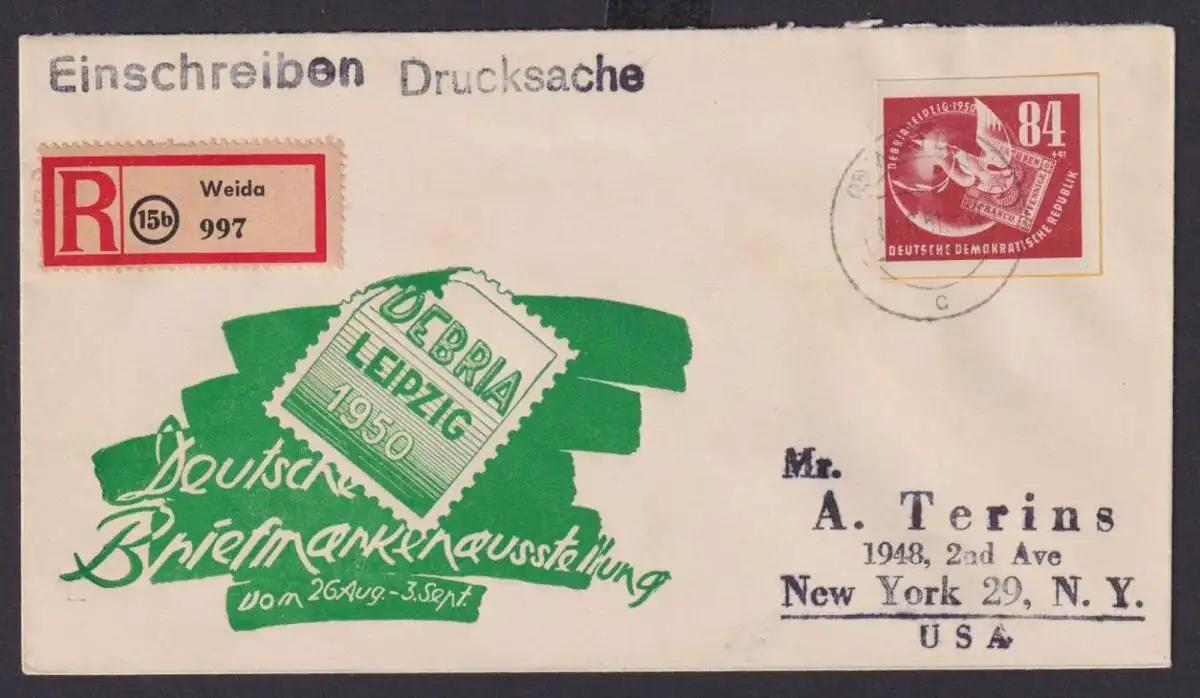 Einschreiben Drucksache
R
15b
Weida
997
DEBRIA-LEIPZIG-1950
84
FRANCO
DEUTSCHE DEMOKRATISCHE REPUBLIK
c
DEBRIA
LEIPZIG
1950
Deutsche
Briefmarkenausstellung
vom 26 Aug.-3.Sept.
Mr.
A. Terins
1948, 2nd Ave
New York 29, N. Y.
USA